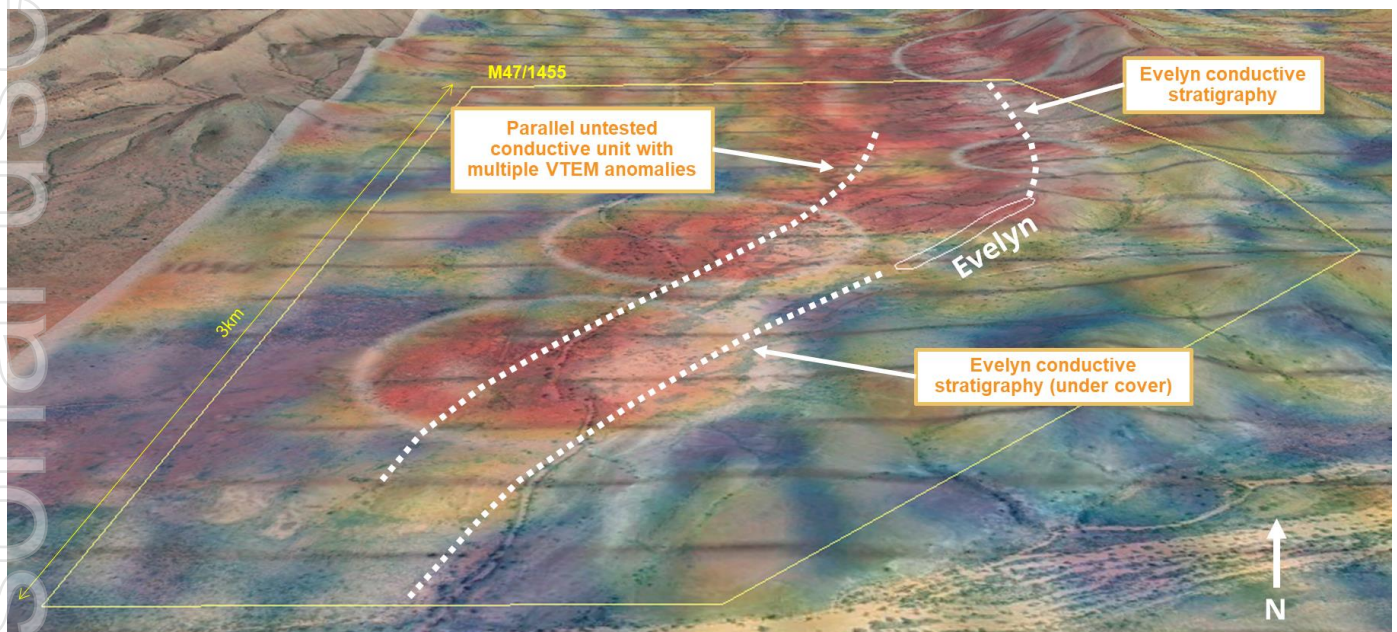 M47/1455
Evelyn conductive
stratigraphy
Parallel untested
conductive unit with
multiple VTEM anomalies
Evelyn
3km
Evelyn conductive
stratigraphy (under cover)
N